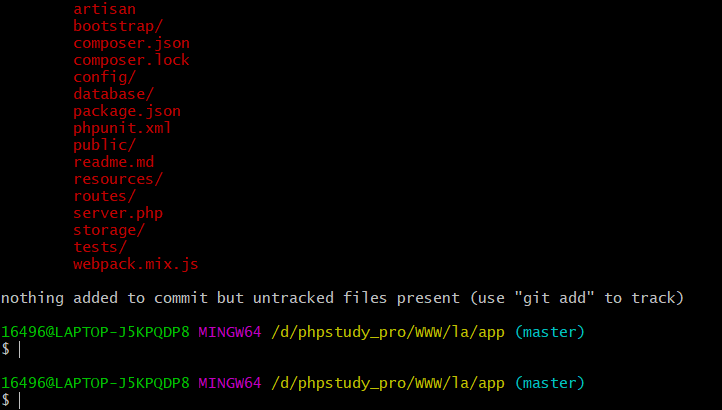 artisan
bootstrap/
composer.json
composer.lock
config/
database/
package.json
phpunit.xml
public/
readme.md
resources/
routes/
server.php
storage/
tests/
webpack.mix.js
nothing added to commit but untracked files present (use "git add" to track)
16496@LAPTOP-J5KPQDP8 MINGW64 /d/phpstudy_pro/WWW/la/app (master)
$
16496@LAPTOP-J5KPQDP8 MINGW64 /d/phpstudy_pro/WWW/la/app (master)
$